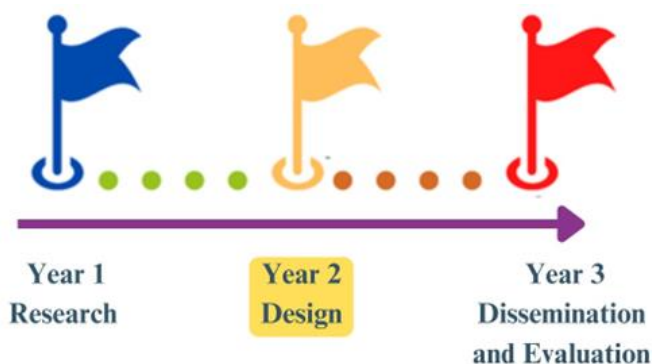 Year 1
Research
Year 2
Design
Year 3
Dissemination
and Evaluation